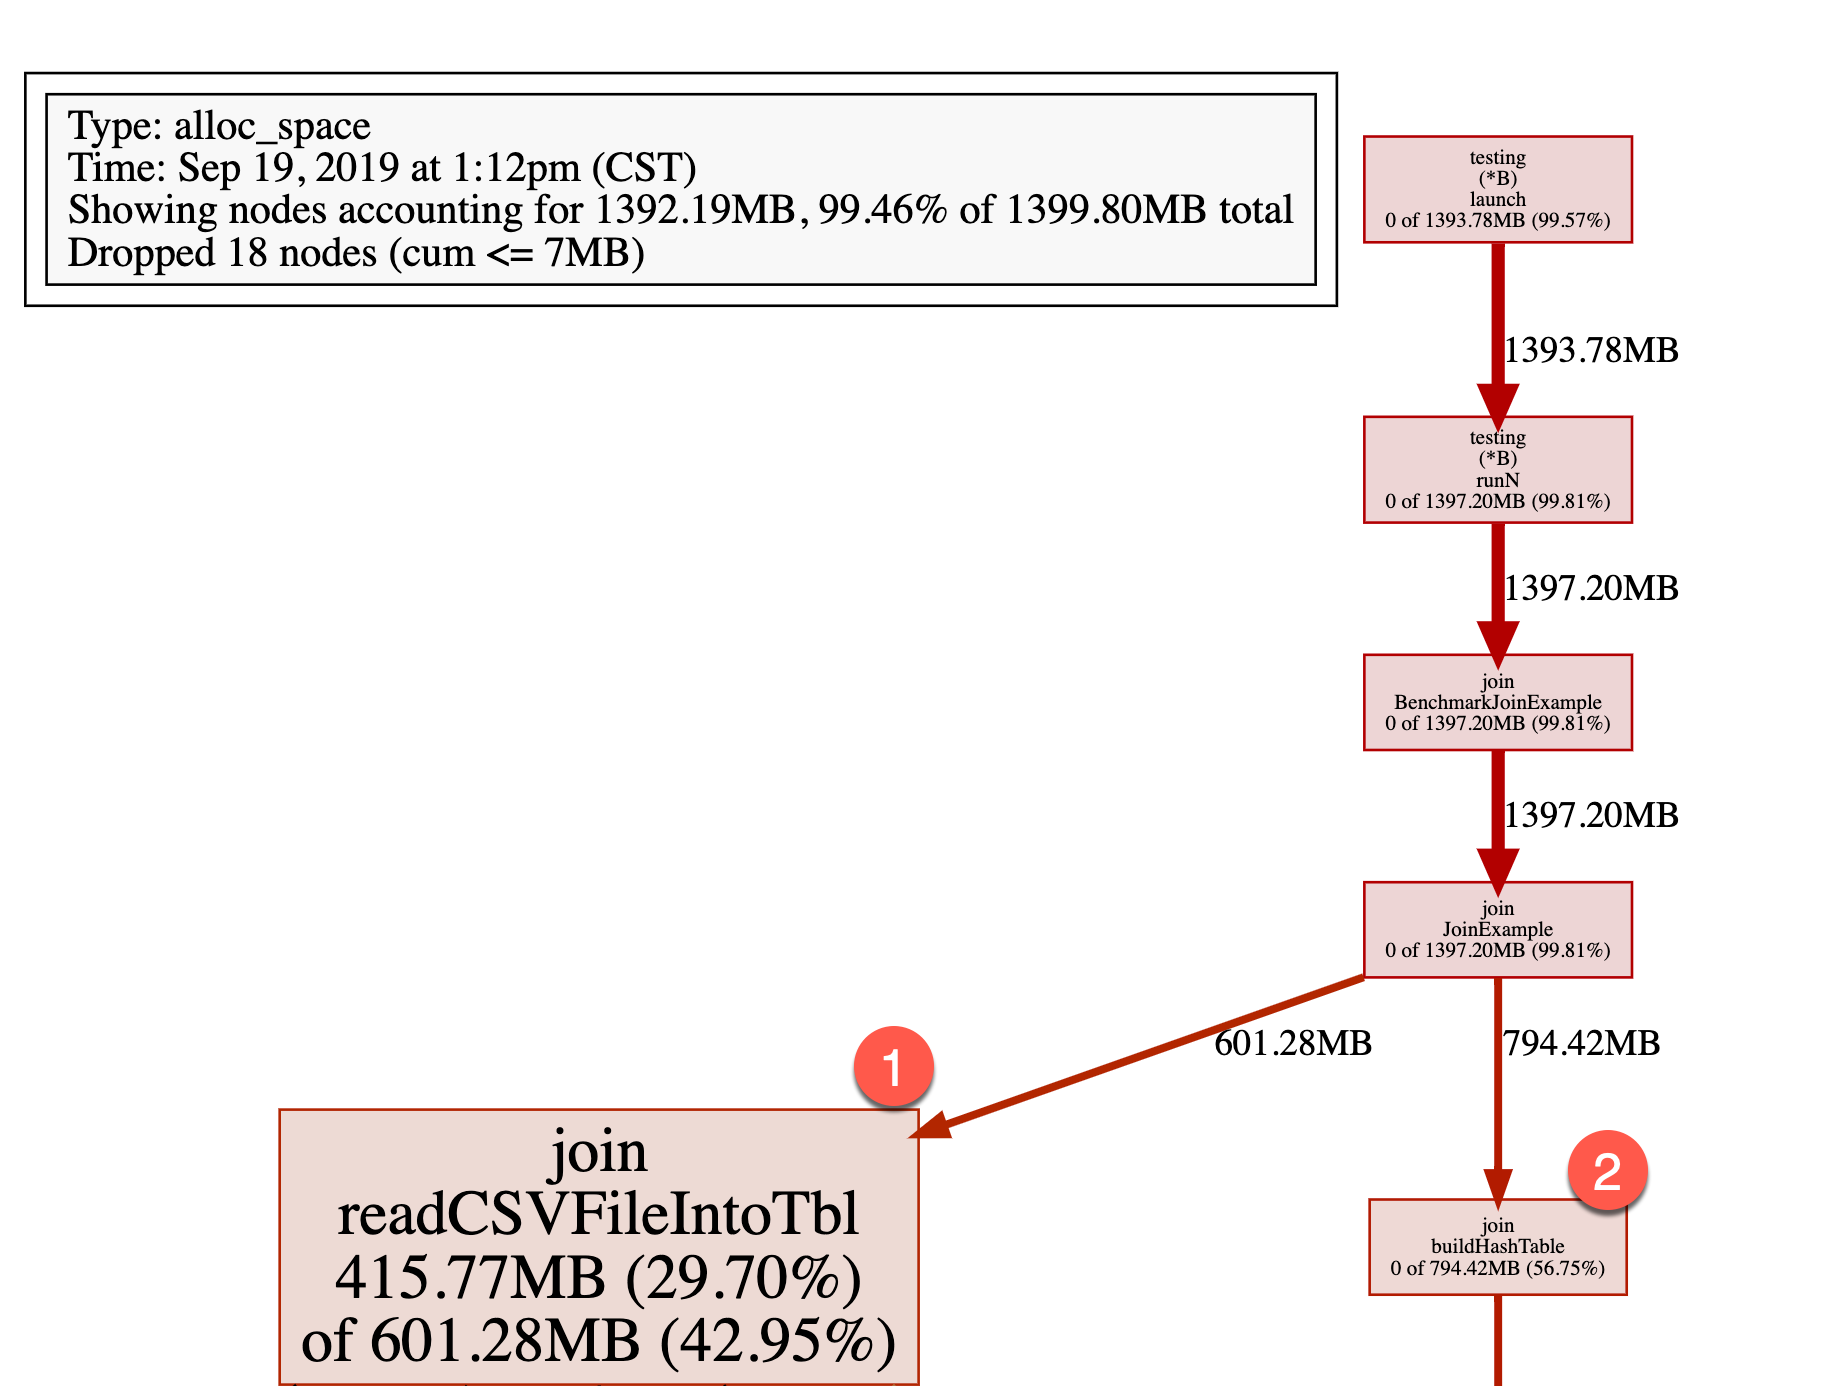 Type: alloc_space
Time: Sep 19, 2019 at 1:12pm (CST)
Showing nodes accounting for 1392.19MB, 99.46% of 1399.80MB total
Dropped 18 nodes (cum <= 7MB)
testing
(*B)
launch
0 of 1393.78MB (99.57%)
1393.78MB
testing
(*B)
runN
0 of 1397.20MB (99.81%)
1397.20MB
join
BenchmarkJoinExample
0 of 1397.20MB (99.81%)
1397.20MB
join
JoinExample
0 of 1397.20MB (99.81%)
601.28MB
794.42MB
1
join
readCSVFileIntoTbl
415.77MB (29.70%)
of 601.28MB (42.95%)
2
join
buildHashTable
0 of 794.42MB (56.75%)